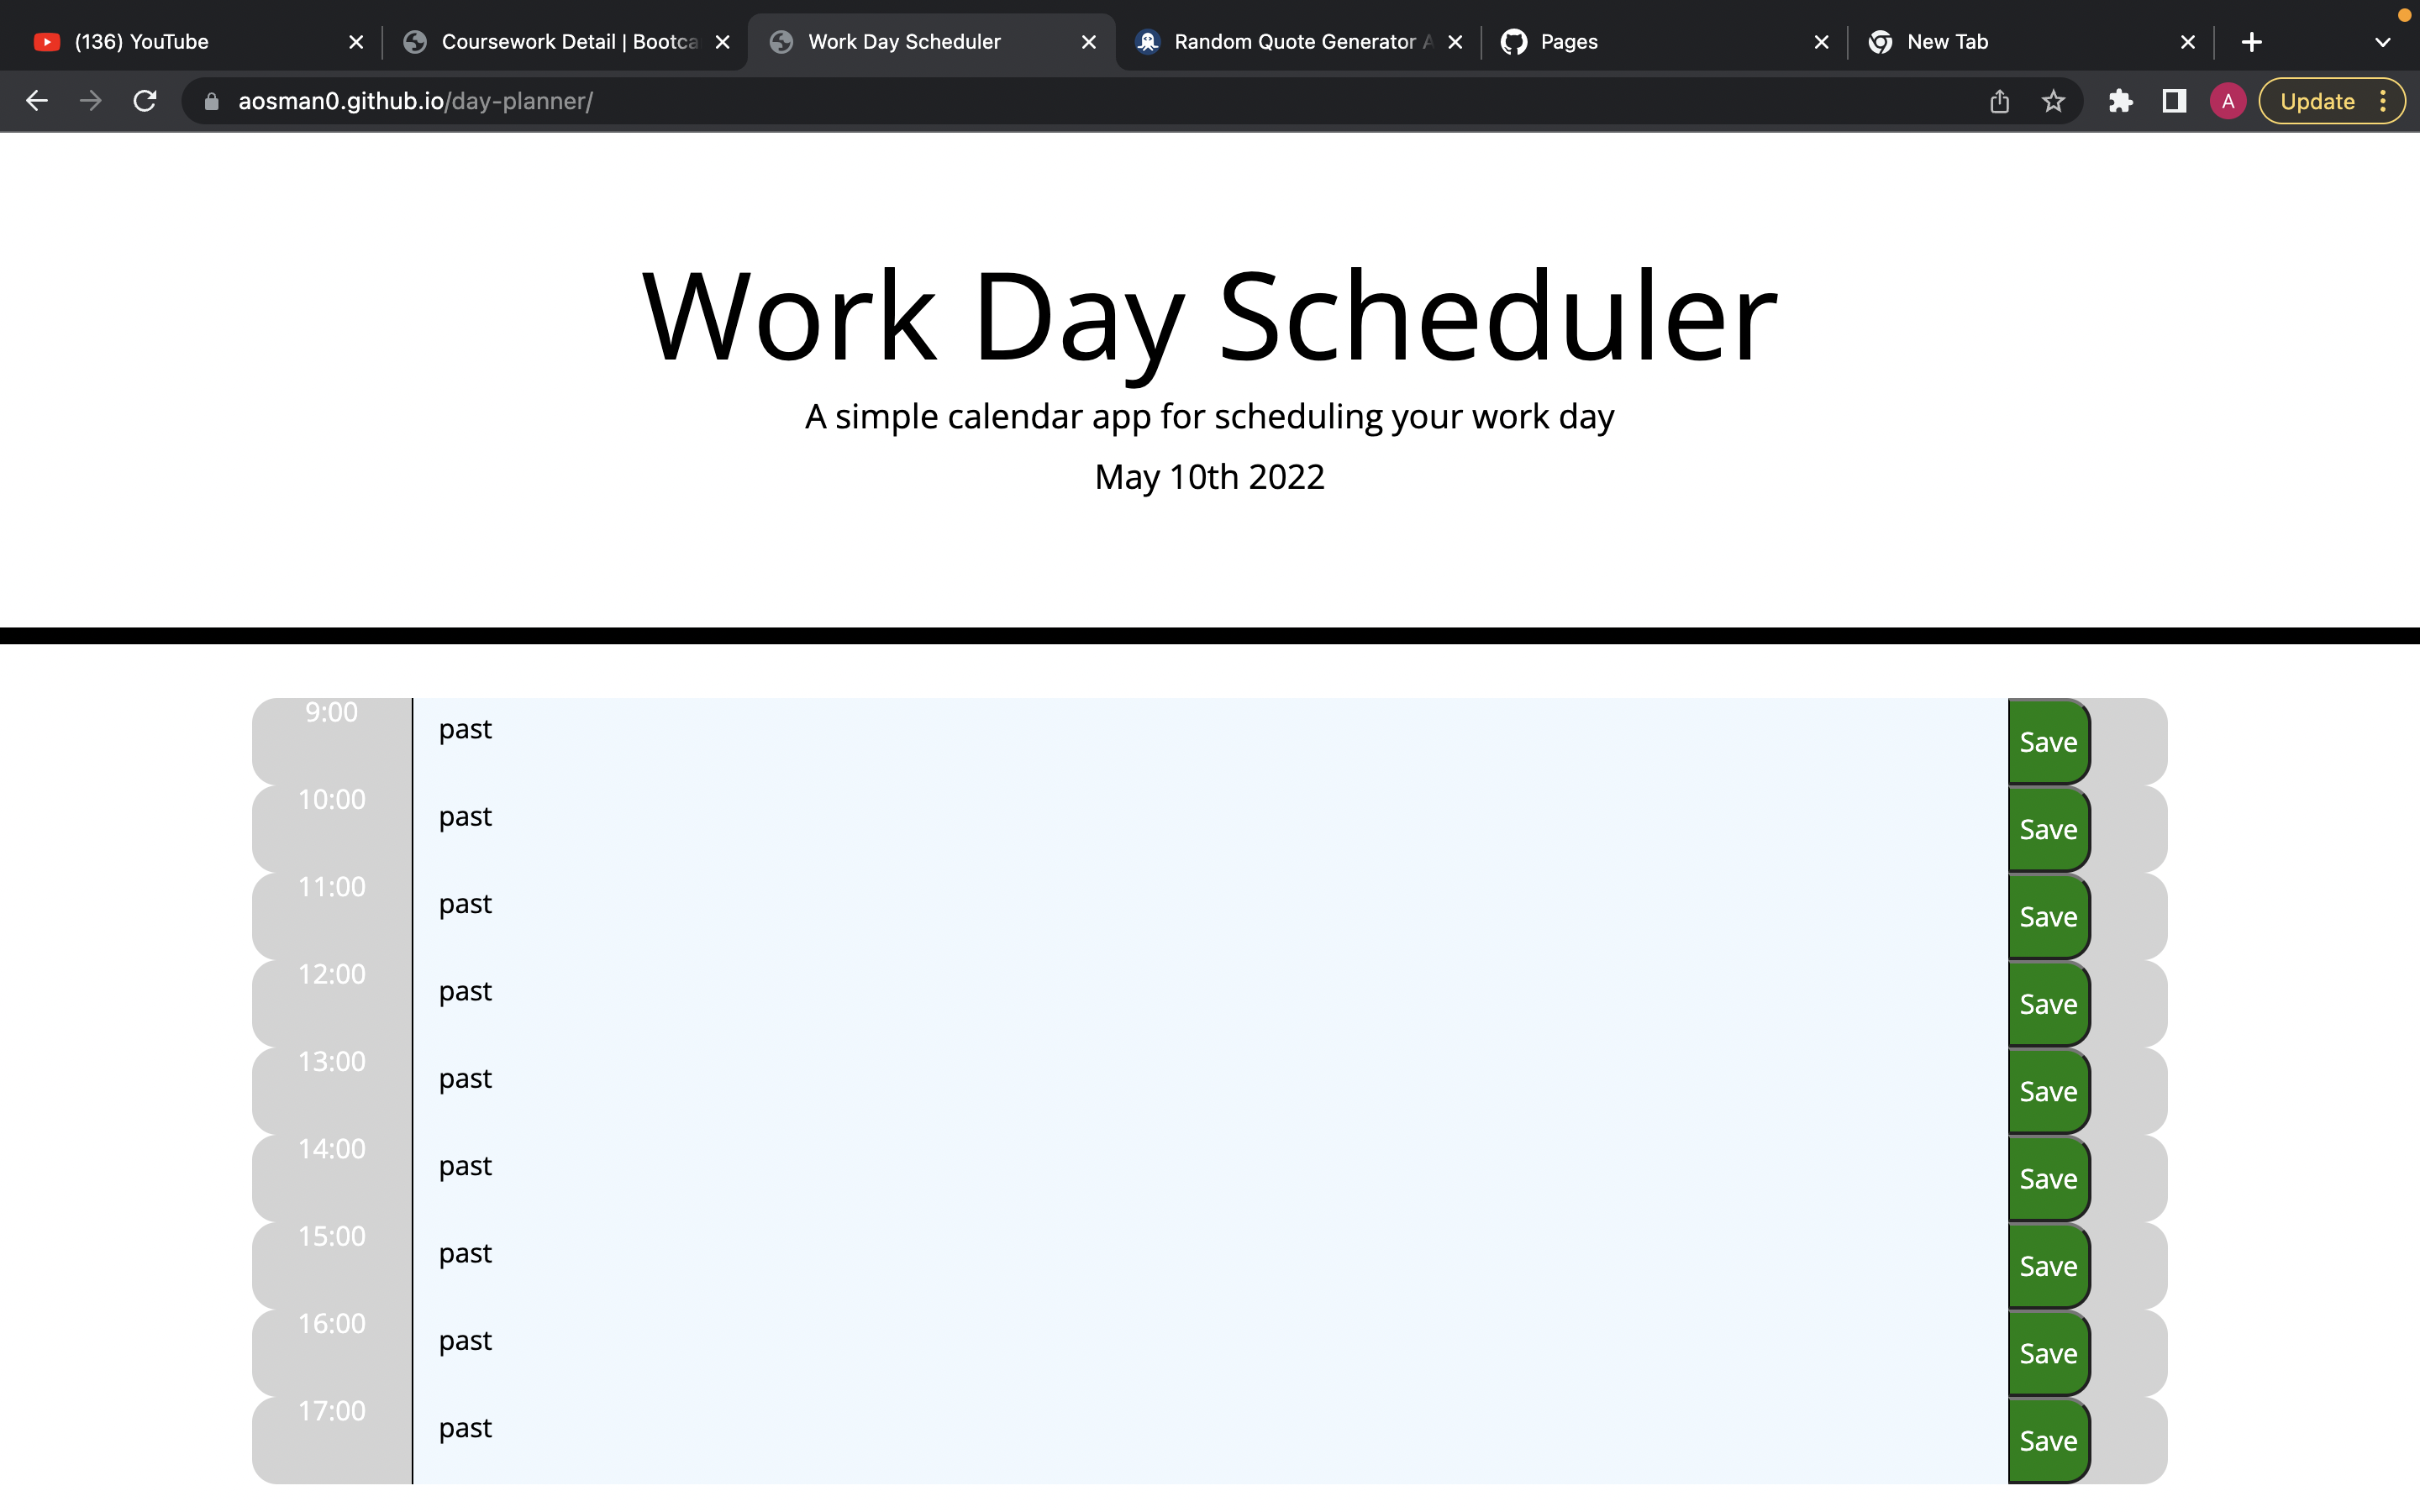 (136) YouTube
Coursework Detail | Bootca
Work Day Scheduler
Random Quote Generator A
Pages
New Tab
aosman0.github.io/day-planner/
A
Update
Work Day Scheduler
A simple calendar app for scheduling your work day
May 10th 2022
9:00 past Save
10:00 past Save
11:00 past Save
12:00 past Save
13:00 past Save
14:00 past Save
15:00 past Save
16:00 past Save
17:00 past Save